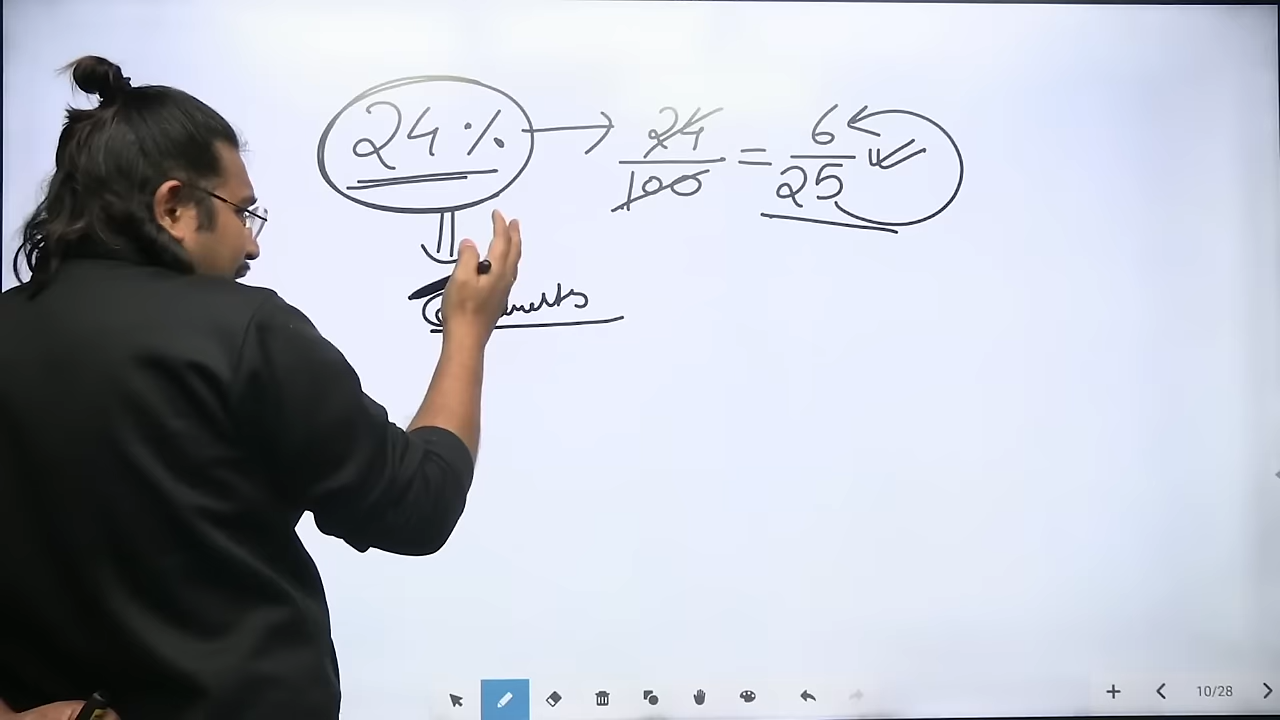 24% → 24/100 = 6/25
10/28